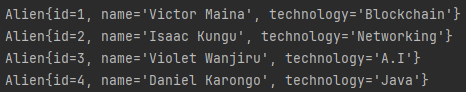 Alien{id=1, name='Victor Maina', technology='Blockchain'}
Alien{id=2, name='Isaac Kungu', technology='Networking'}
Alien{id=3, name='Violet Wanjiru', technology='A.I'}
Alien{id=4, name='Daniel Karongo', technology='Java'}